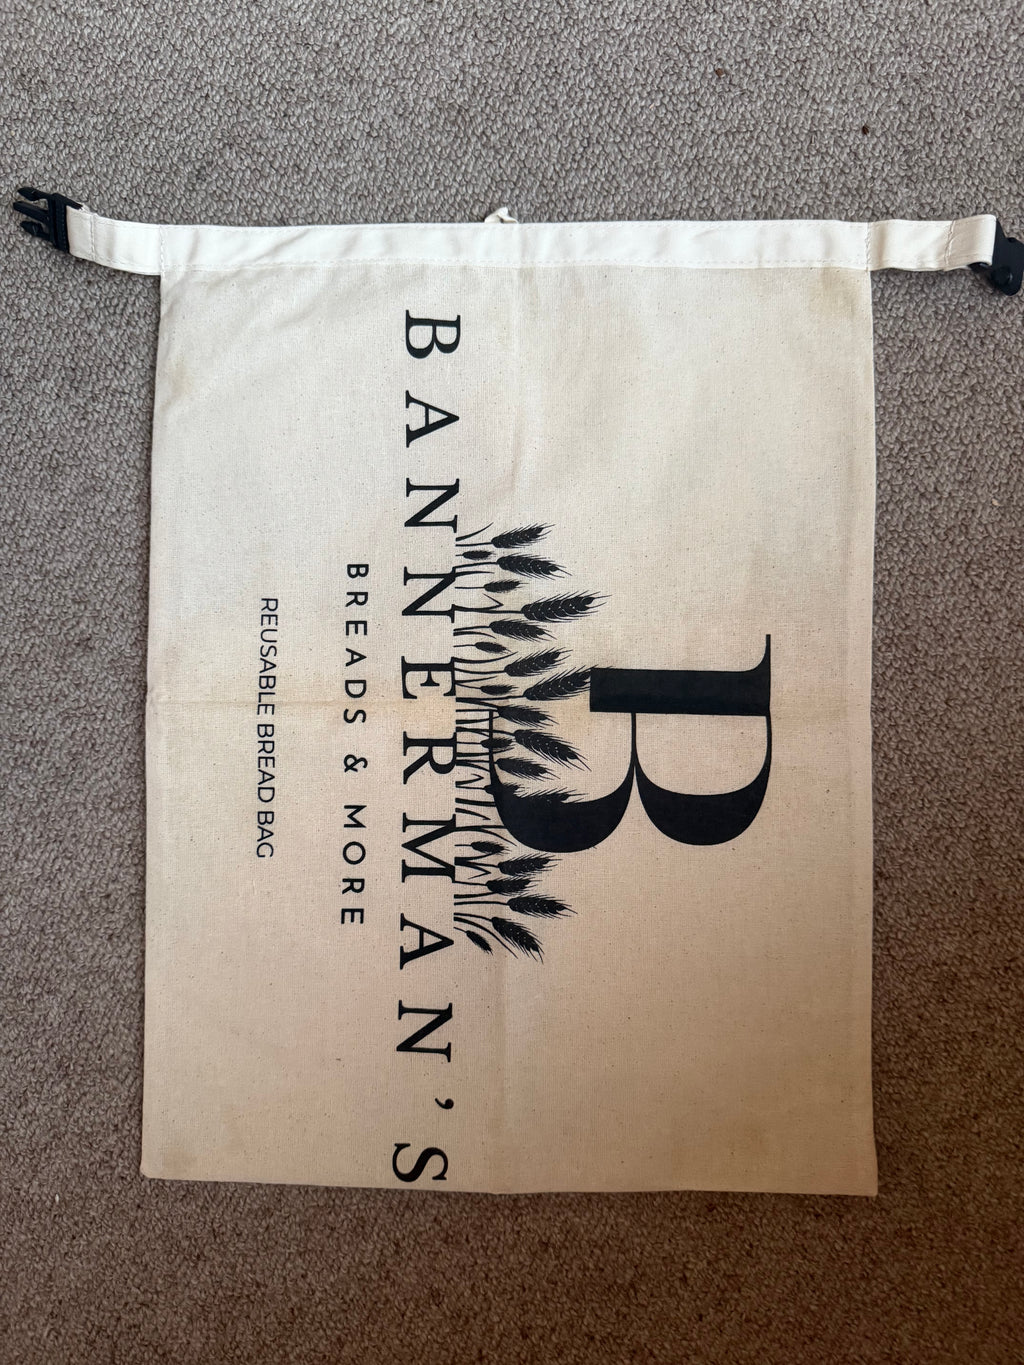 B
BANNERMAN'S
BREADS & MORE
REUSABLE BREAD BAG